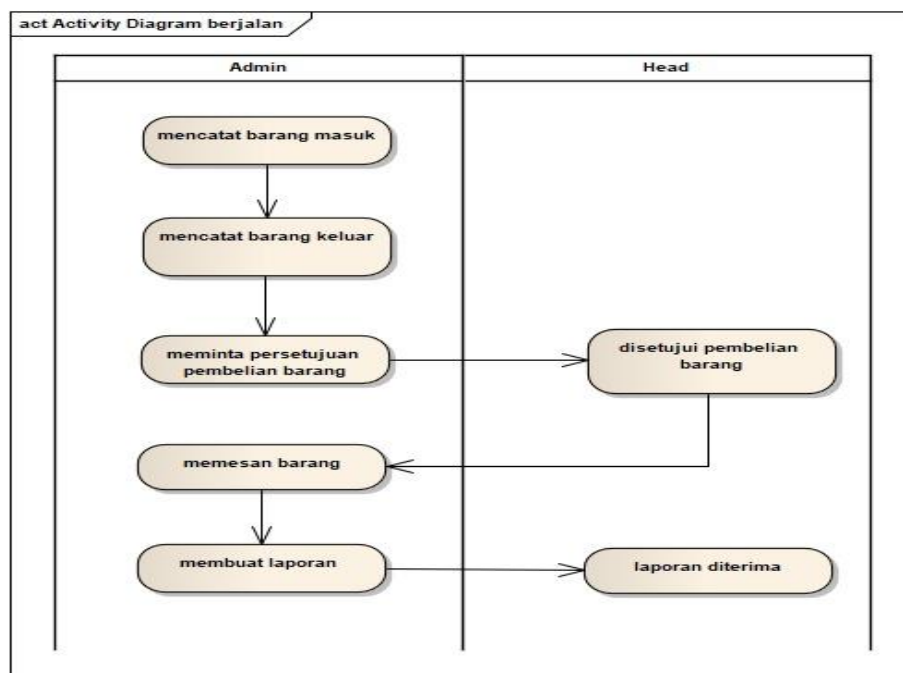 act Activity Diagram berjalan
Admin
Head
mencatat barang masuk
mencatat barang keluar
meminta persetujuan
pembelian barang
disetujui pembelian
barang
memesan barang
membuat laporan
laporan diterima